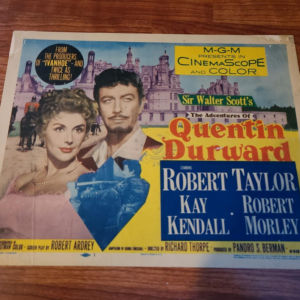 FROM
THE PRODUCERS
OF "IVANHOE"—
AND
TWICE AS
THRILLING!
M-G-M
PRESENTS IN
CINEMASCOPE
AND COLOR
Sir Walter Scott's
The Adventures Of
Quentin
Durward
STARRING
ROBERT TAYLOR
KAY KENDALL · ROBERT MORLEY
SCREEN PLAY BY ROBERT ARDREY
DIRECTED BY RICHARD THORPE · PRODUCED BY PANDRO S. BERMAN